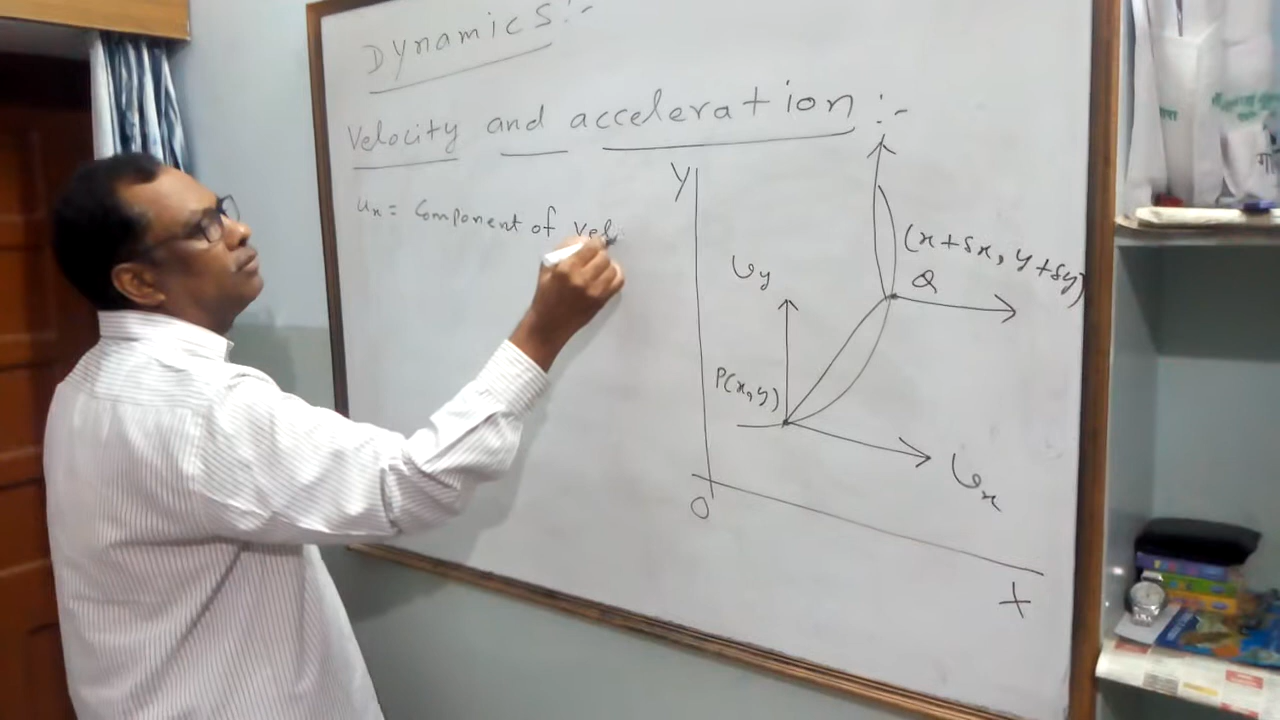 Dynamics:-
Velocity and acceleration :-
Ux = Component of Vel
Y
(x+δx, y+δy)
Q
Uy
P(x,y)
Ux
O
X